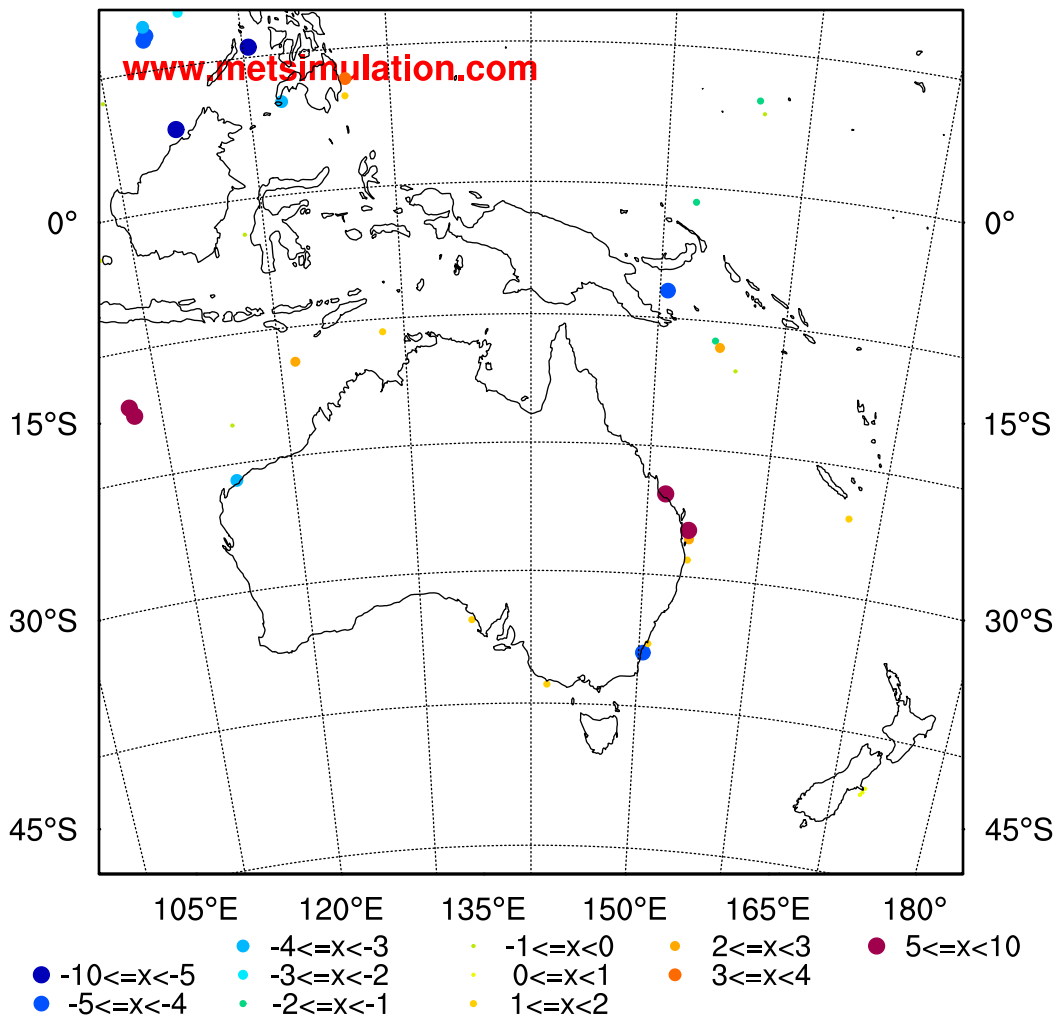 www.metsimulation.com
0° 0°
15°S 15°S
30°S 30°S
45°S 45°S
105°E 120°E 135°E 150°E 165°E 180°
-4<=x<-3 -1<=x<0 2<=x<3 5<=x<10
-10<=x<-5 -3<=x<-2 0<=x<1 3<=x<4
-5<=x<-4 -2<=x<-1 1<=x<2